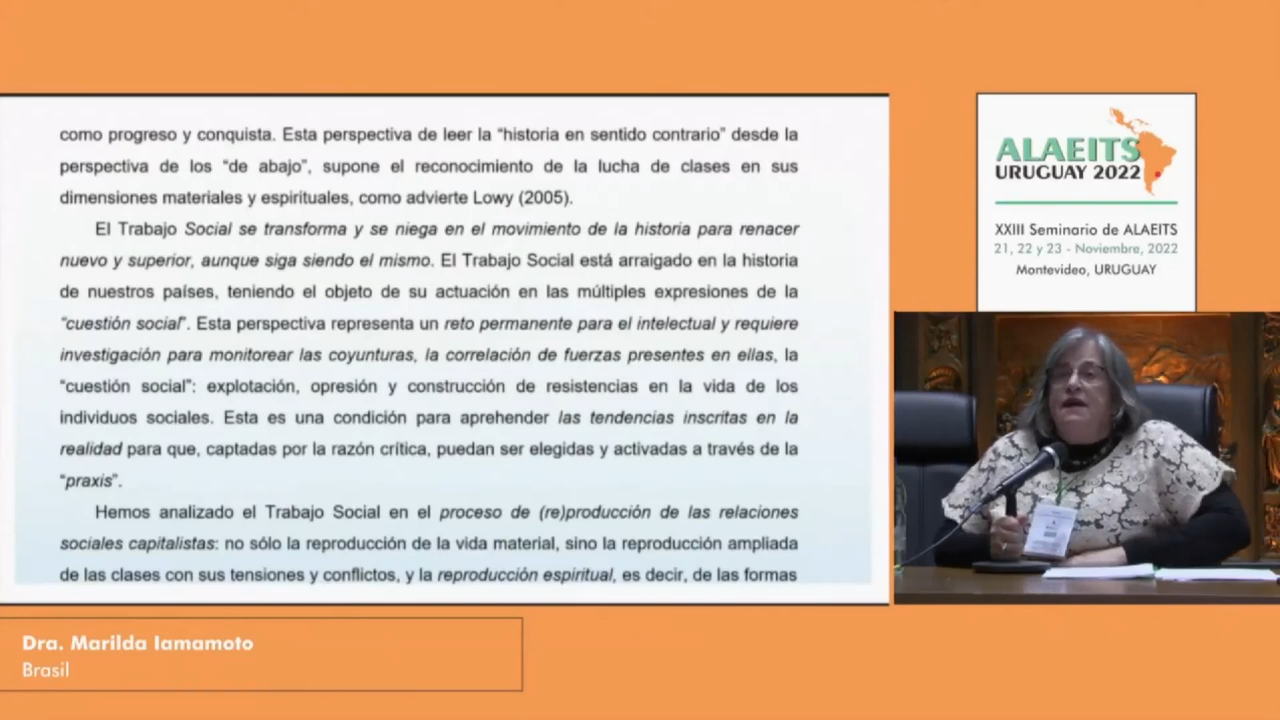 como progreso y conquista. Esta perspectiva de leer la “historia en sentido contrario” desde la
perspectiva de los “de abajo”, supone el reconocimiento de la lucha de clases en sus
dimensiones materiales y espirituales, como advierte Lowy (2005).
El Trabajo Social se transforma y se niega en el movimiento de la historia para renacer
nuevo y superior, aunque siga siendo el mismo. El Trabajo Social está arraigado en la historia
de nuestros países, teniendo el objeto de su actuación en las múltiples expresiones de la
“cuestión social”. Esta perspectiva representa un reto permanente para el intelectual y requiere
investigación para monitorear las coyunturas, la correlación de fuerzas presentes en ellas, la
“cuestión social”: explotación, opresión y construcción de resistencias en la vida de los
individuos sociales. Esta es una condición para aprehender las tendencias inscritas en la
realidad para que, captadas por la razón crítica, puedan ser elegidas y activadas a través de la
“praxis”.
Hemos analizado el Trabajo Social en el proceso de (re)producción de las relaciones
sociales capitalistas: no sólo la reproducción de la vida material, sino la reproducción ampliada
de las clases con sus tensiones y conflictos, y la reproducción espiritual, es decir, de las formas
ALAEITS
URUGUAY 2022
XXIII Seminario de ALAEITS
21, 22 y 23 - Noviembre, 2022
Montevideo, URUGUAY
Dra. Marilda Iamamoto
Brasil